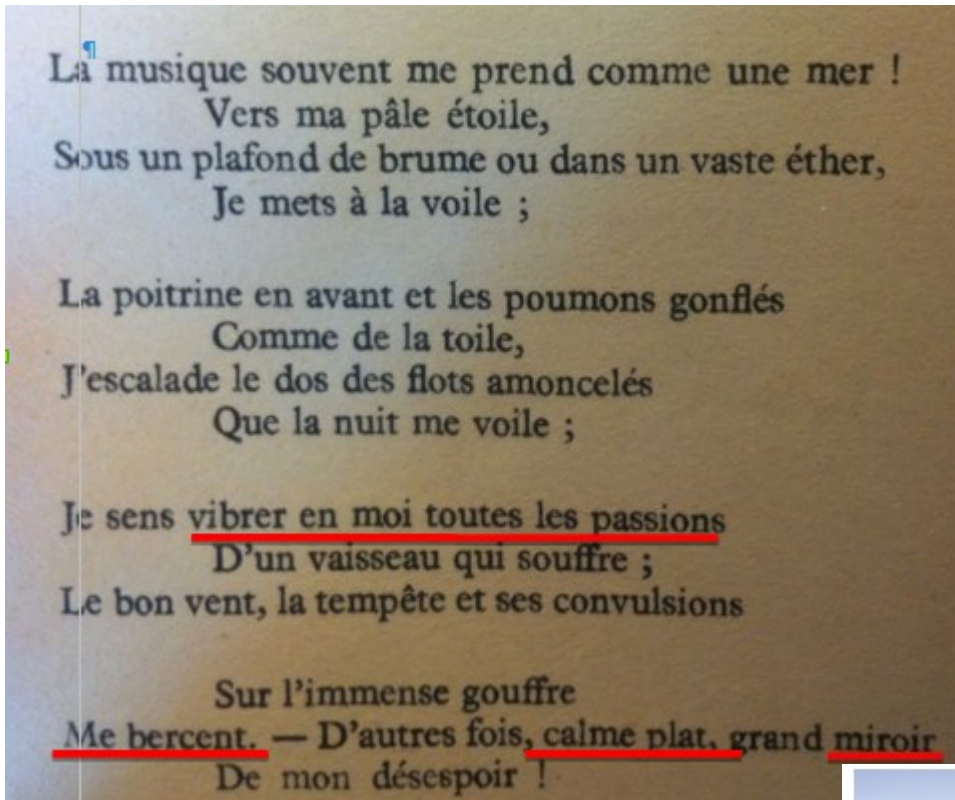 La musique souvent me prend comme une mer !
Vers ma pâle étoile,
Sous un plafond de brume ou dans un vaste éther,
Je mets à la voile ;
La poitrine en avant et les poumons gonflés
Comme de la toile,
J'escalade le dos des flots amoncelés
Que la nuit me voile ;
Je sens vibrer en moi toutes les passions
D'un vaisseau qui souffre ;
Le bon vent, la tempête et ses convulsions
Sur l'immense gouffre
Me bercent. — D'autres fois, calme plat, grand miroir
De mon désespoir !